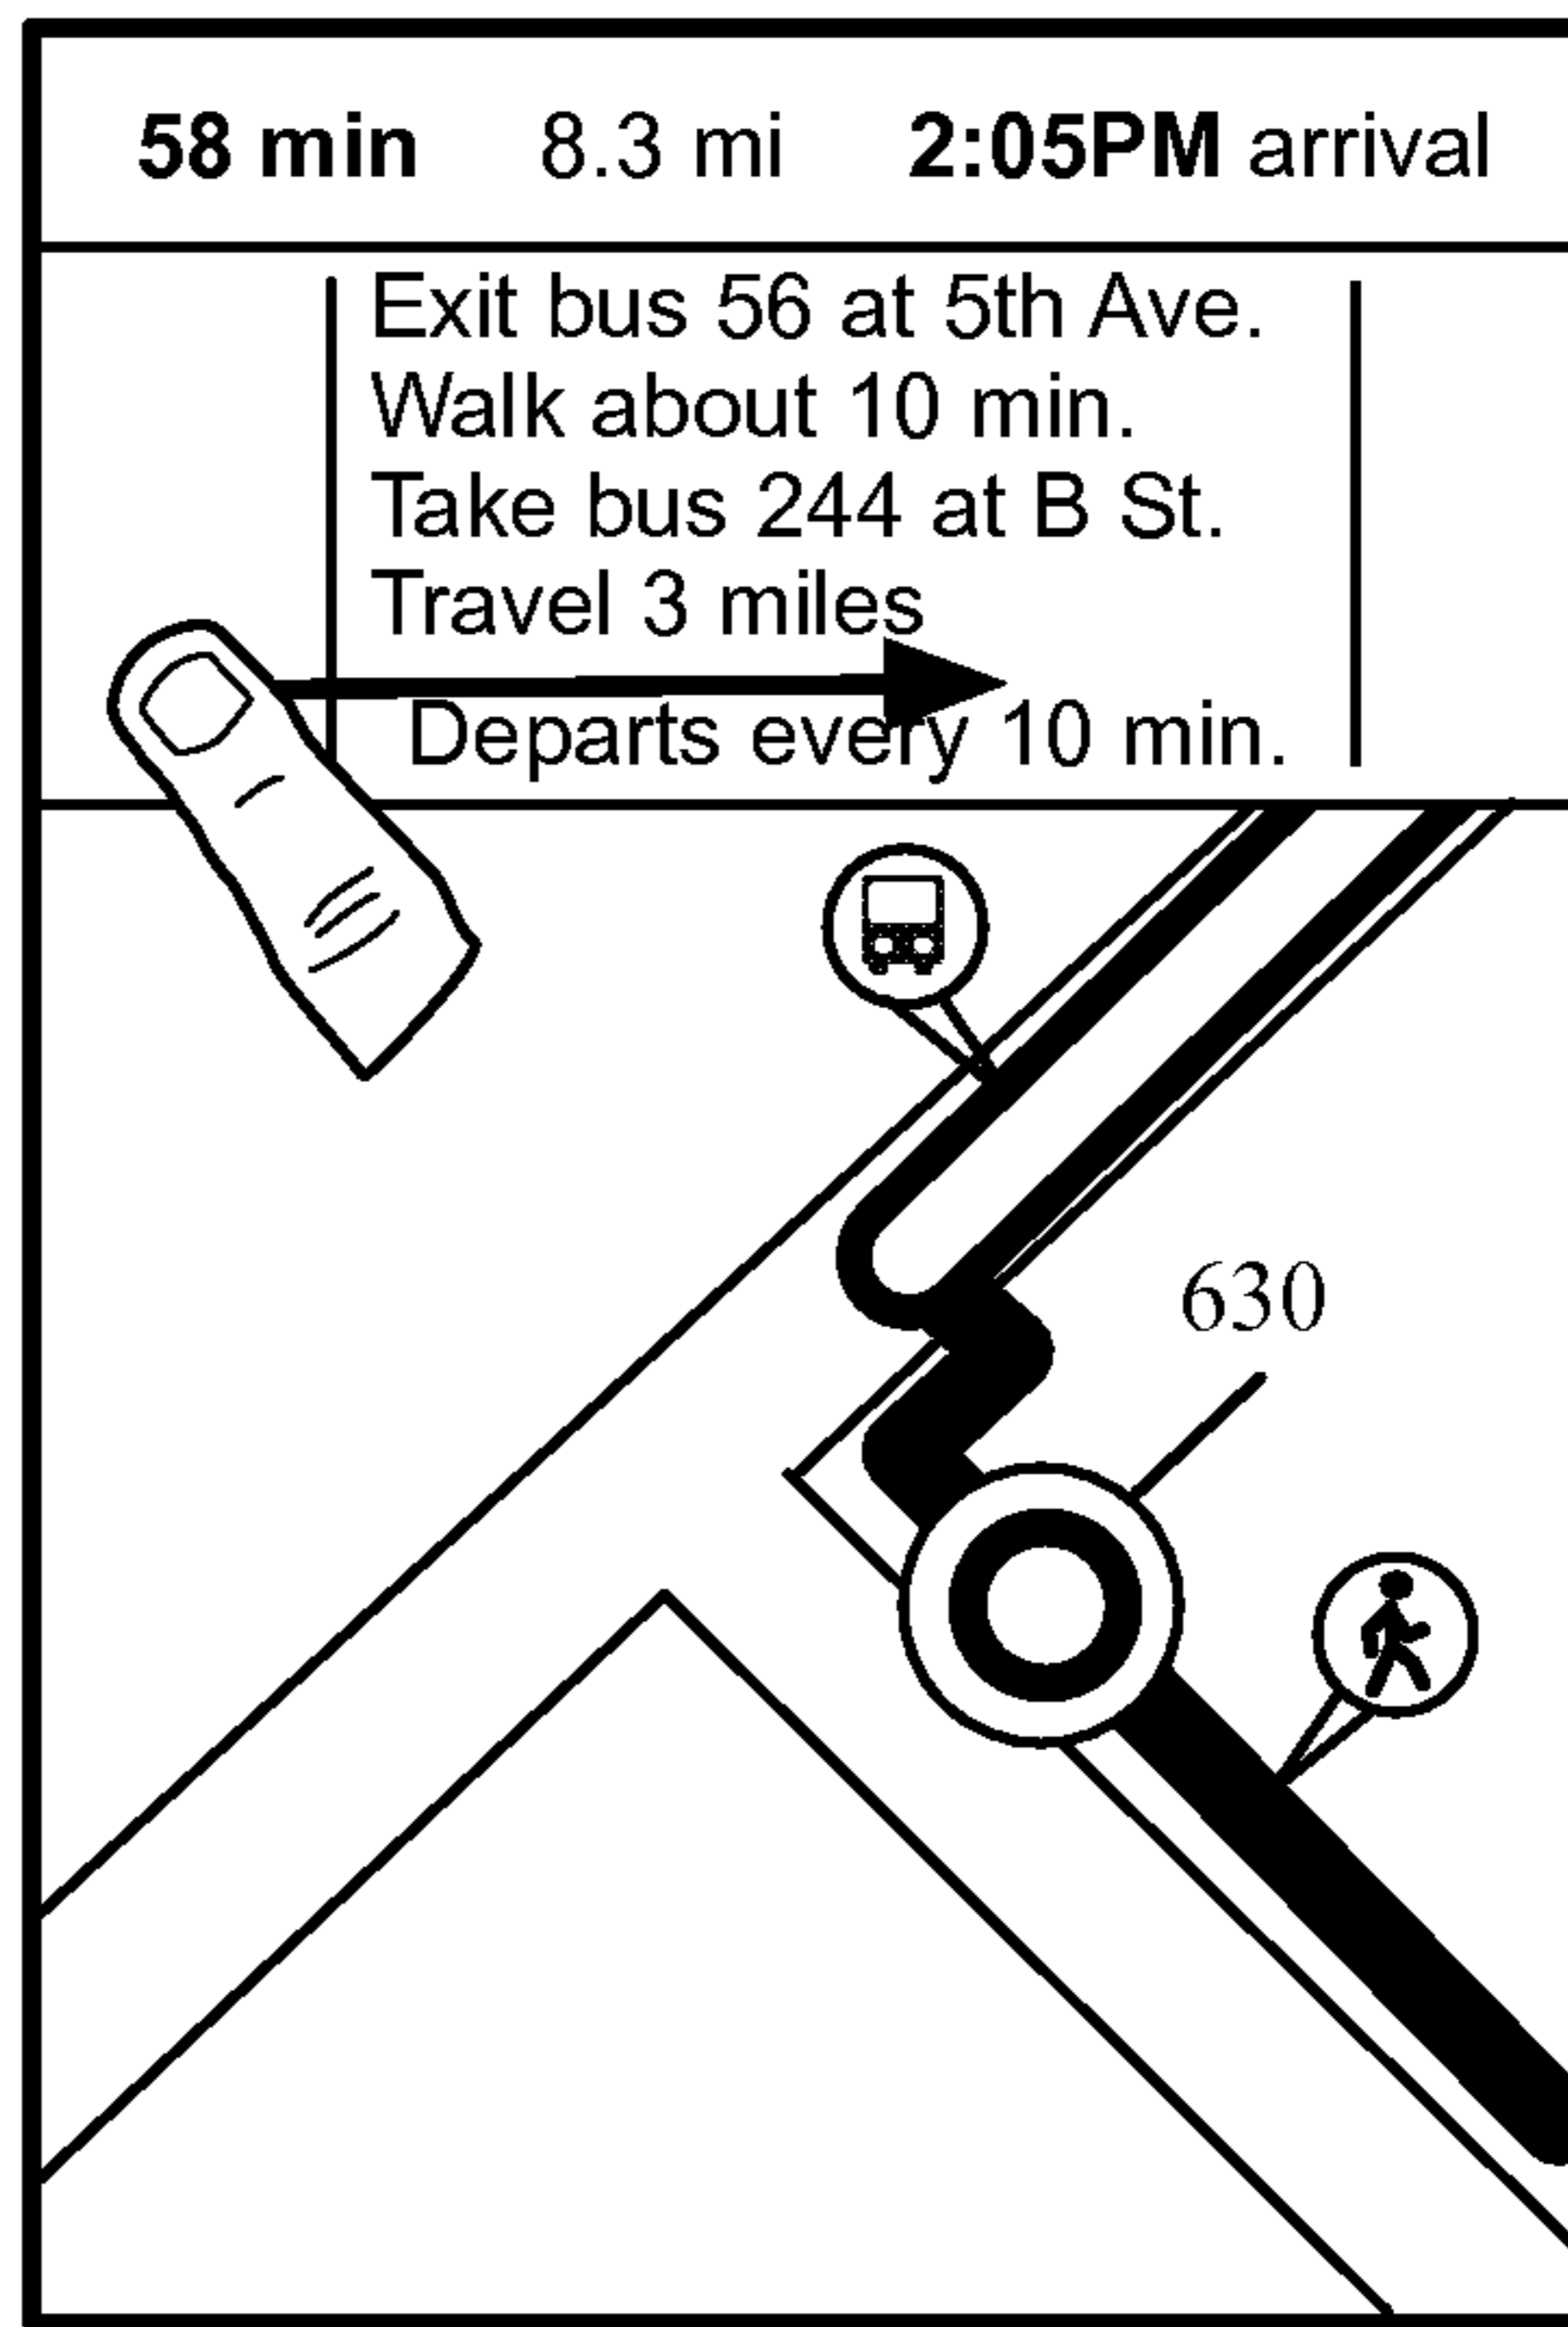 58 min 8.3 mi 2:05PM arrival
Exit bus 56 at 5th Ave.
Walk about 10 min.
Take bus 244 at B St.
Travel 3 miles
Departs every 10 min.
630